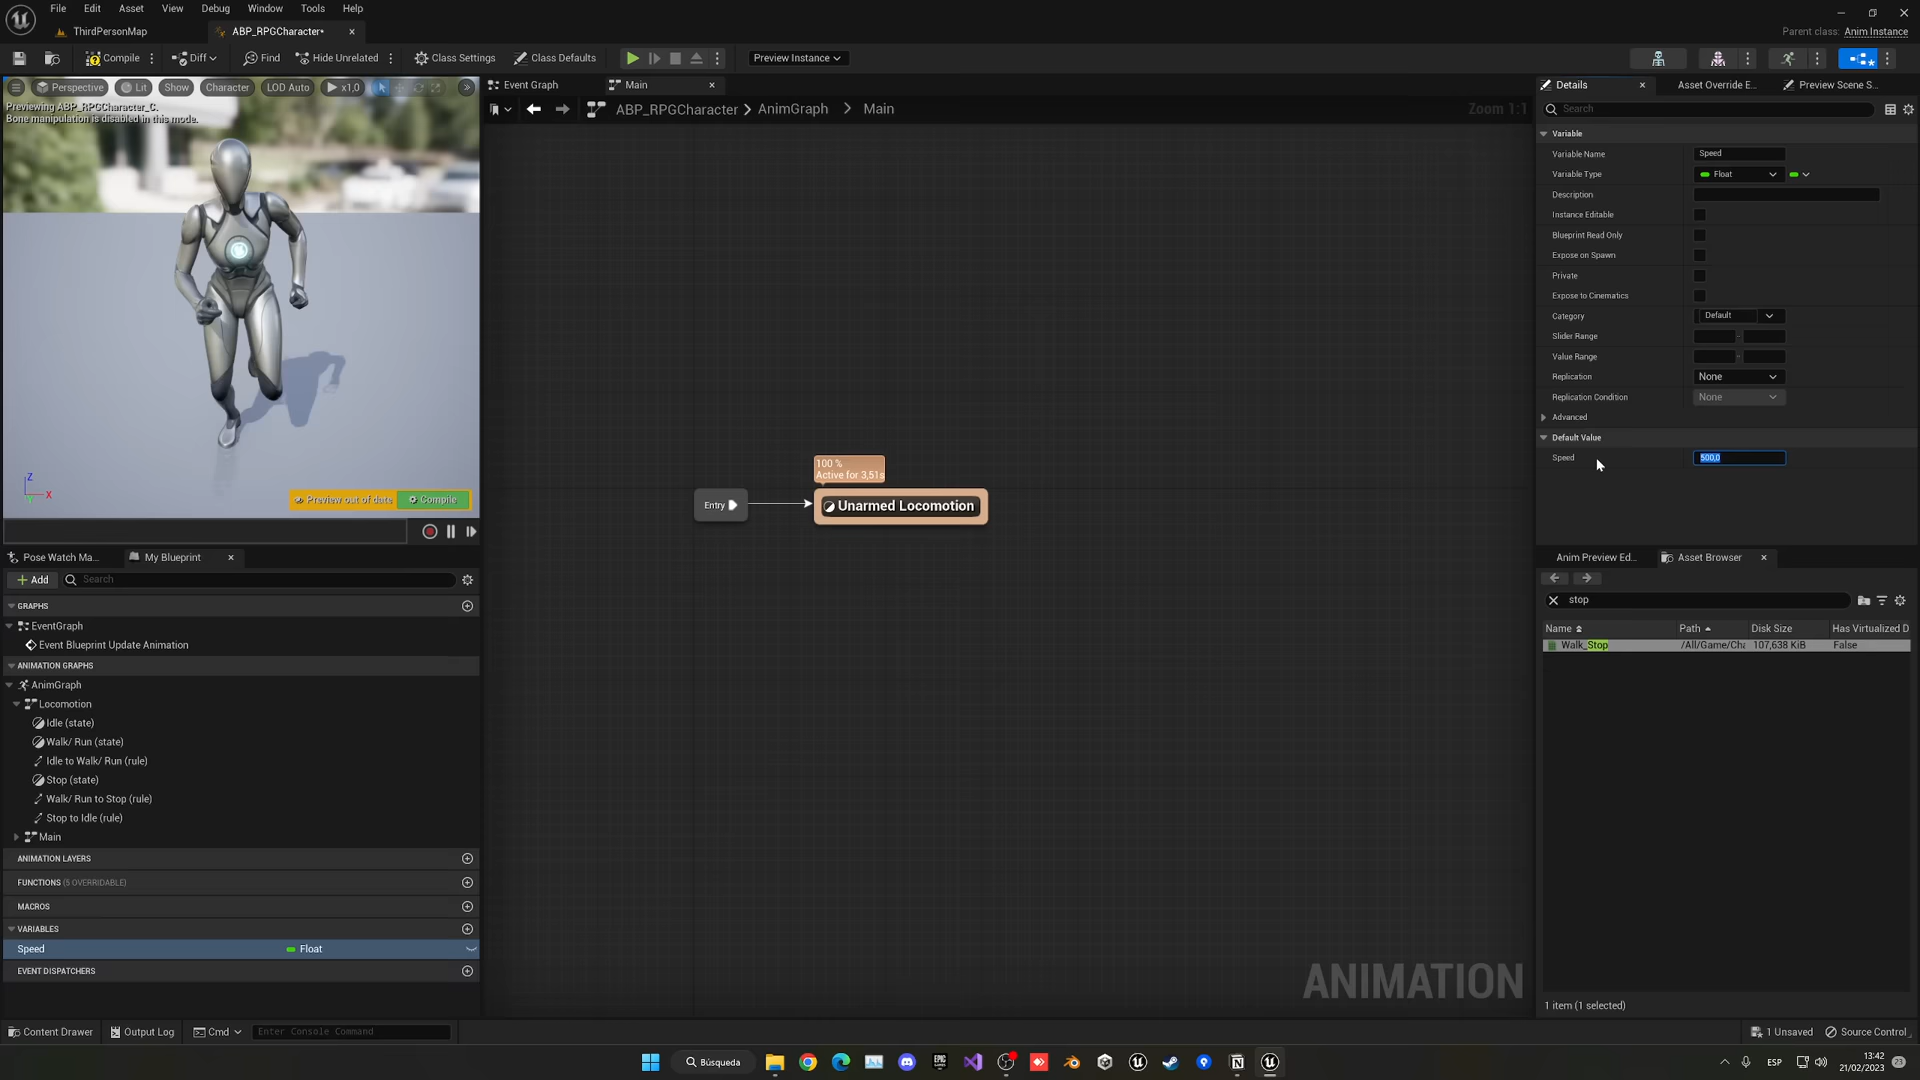 File Edit Asset View Debug Window Tools Help
ThirdPersonMap
ABP_RPGCharacter*
Parent class: Anim Instance
Compile
Diff
Find
Hide Unrelated
Class Settings
Class Defaults
Preview Instance
Perspective
Lit
Show
Character
LOD Auto
x1,0
Previewing ABP_RPGCharacter_C.
Bone manipulation is disabled in this mode.
Z
X
Preview out of date
Compile
Event Graph
Main
ABP_RPGCharacter > AnimGraph > Main
Zoom 1:1
100 %
Active for 3,51s
Entry
Unarmed Locomotion
ANIMATION
Pose Watch Ma...
My Blueprint
Add
Search
GRAPHS
EventGraph
Event Blueprint Update Animation
ANIMATION GRAPHS
AnimGraph
Locomotion
Idle (state)
Walk/ Run (state)
Idle to Walk/ Run (rule)
Stop (state)
Walk/ Run to Stop (rule)
Stop to Idle (rule)
Main
ANIMATION LAYERS
FUNCTIONS (5 OVERRIDABLE)
MACROS
VARIABLES
Speed Float
EVENT DISPATCHERS
Details
Asset Override E...
Preview Scene S...
Search
Variable
Variable Name Speed
Variable Type Float
Description
Instance Editable
Blueprint Read Only
Expose on Spawn
Private
Expose to Cinematics
Category Default
Slider Range
Value Range
Replication None
Replication Condition None
Advanced
Default Value
Speed 500,0
Anim Preview Ed...
Asset Browser
stop
Name Path Disk Size Has Virtualized D
Walk_Stop /All/Game/Cha 107,638 KiB False
1 item (1 selected)
Content Drawer
Output Log
Cmd
Enter Console Command
1 Unsaved
Source Control
Búsqueda
ESP
13:42
21/02/2023
23